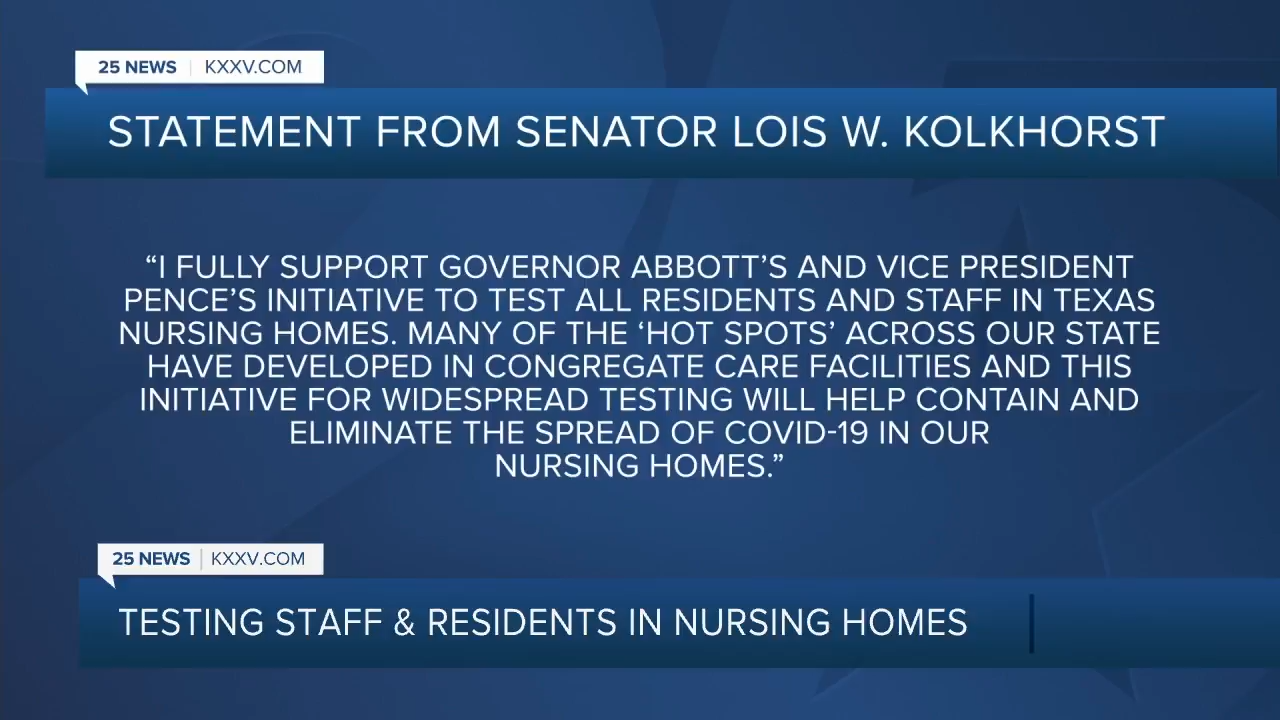 25 NEWS | KXXV.COM
STATEMENT FROM SENATOR LOIS W. KOLKHORST
“I FULLY SUPPORT GOVERNOR ABBOTT’S AND VICE PRESIDENT
PENCE’S INITIATIVE TO TEST ALL RESIDENTS AND STAFF IN TEXAS
NURSING HOMES. MANY OF THE ‘HOT SPOTS’ ACROSS OUR STATE
HAVE DEVELOPED IN CONGREGATE CARE FACILITIES AND THIS
INITIATIVE FOR WIDESPREAD TESTING WILL HELP CONTAIN AND
ELIMINATE THE SPREAD OF COVID-19 IN OUR
NURSING HOMES.”
25 NEWS | KXXV.COM
TESTING STAFF & RESIDENTS IN NURSING HOMES